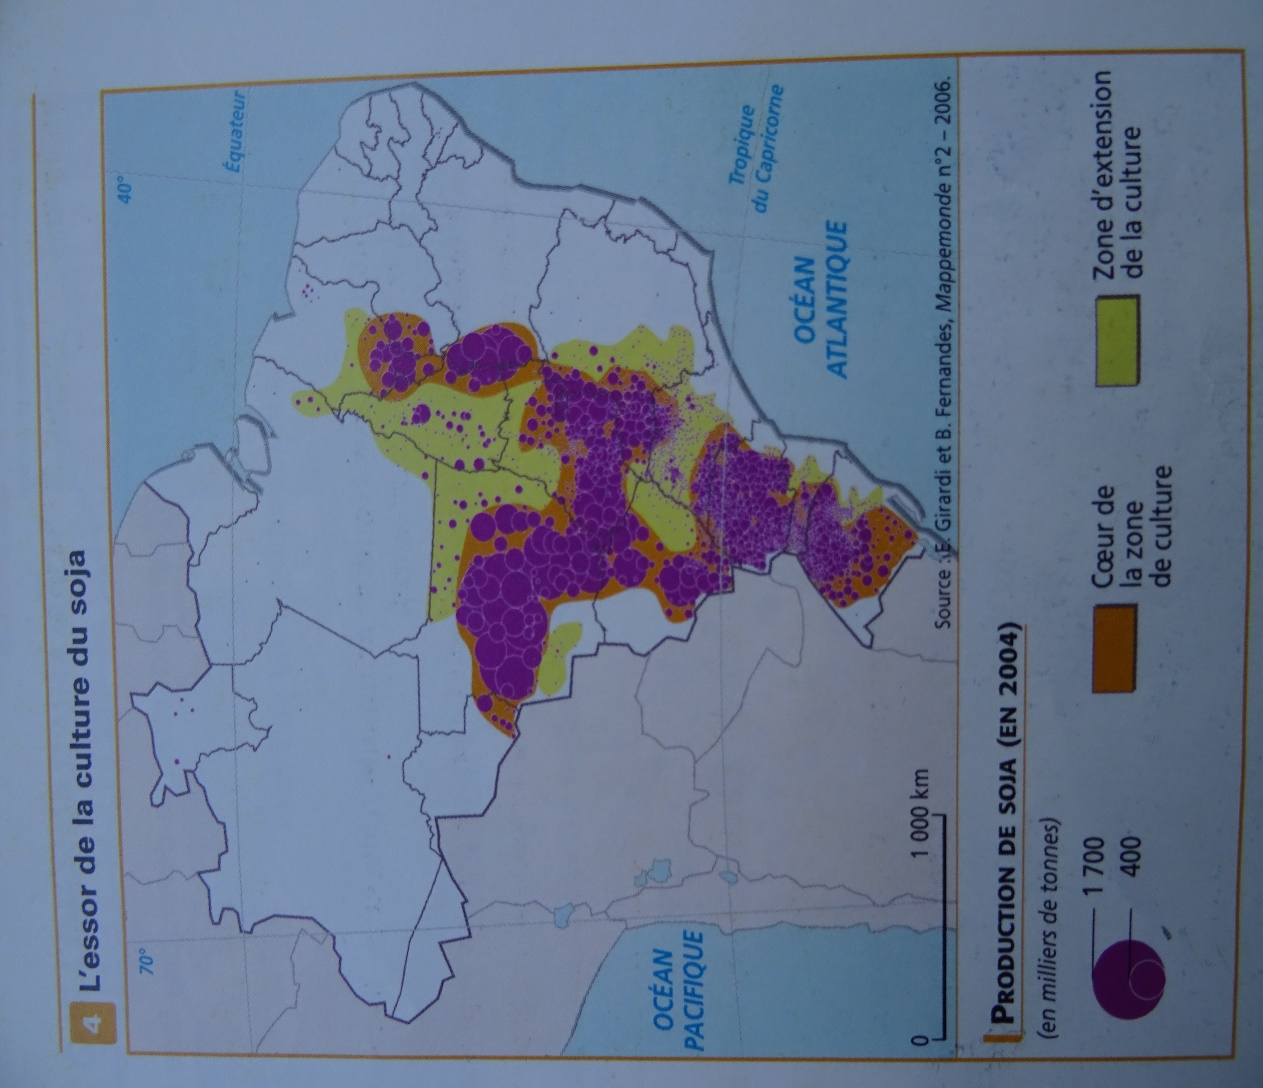 4 L'essor de la culture du soja
70°
40°
Équateur
Tropique
du Capricorne
OCÉAN
ATLANTIQUE
OCÉAN
PACIFIQUE
0 1 000 km
Source : E. Girardi et B. Fernandes, Mappemonde n°2 – 2006.
PRODUCTION DE SOJA (EN 2004)
(en milliers de tonnes)
1 700
400
Cœur de
la zone
de culture
Zone d'extension
de la culture